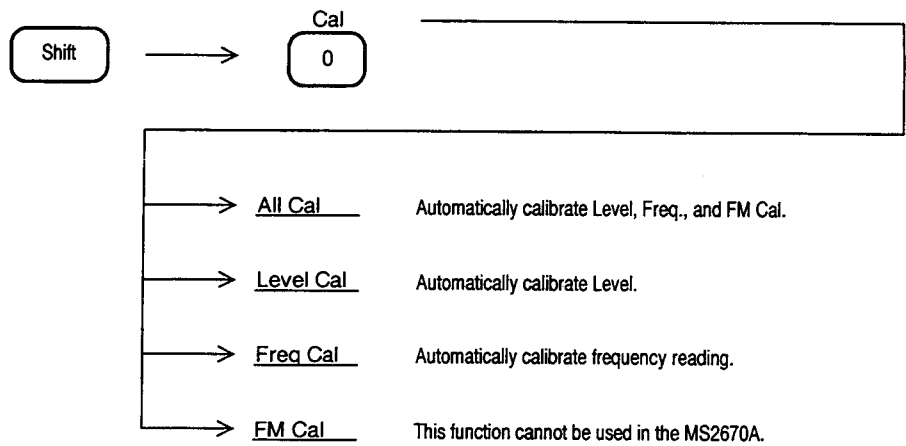 Cal
Shift
0
All Cal Automatically calibrate Level, Freq., and FM Cal.
Level Cal Automatically calibrate Level.
Freq Cal Automatically calibrate frequency reading.
FM Cal This function cannot be used in the MS2670A.